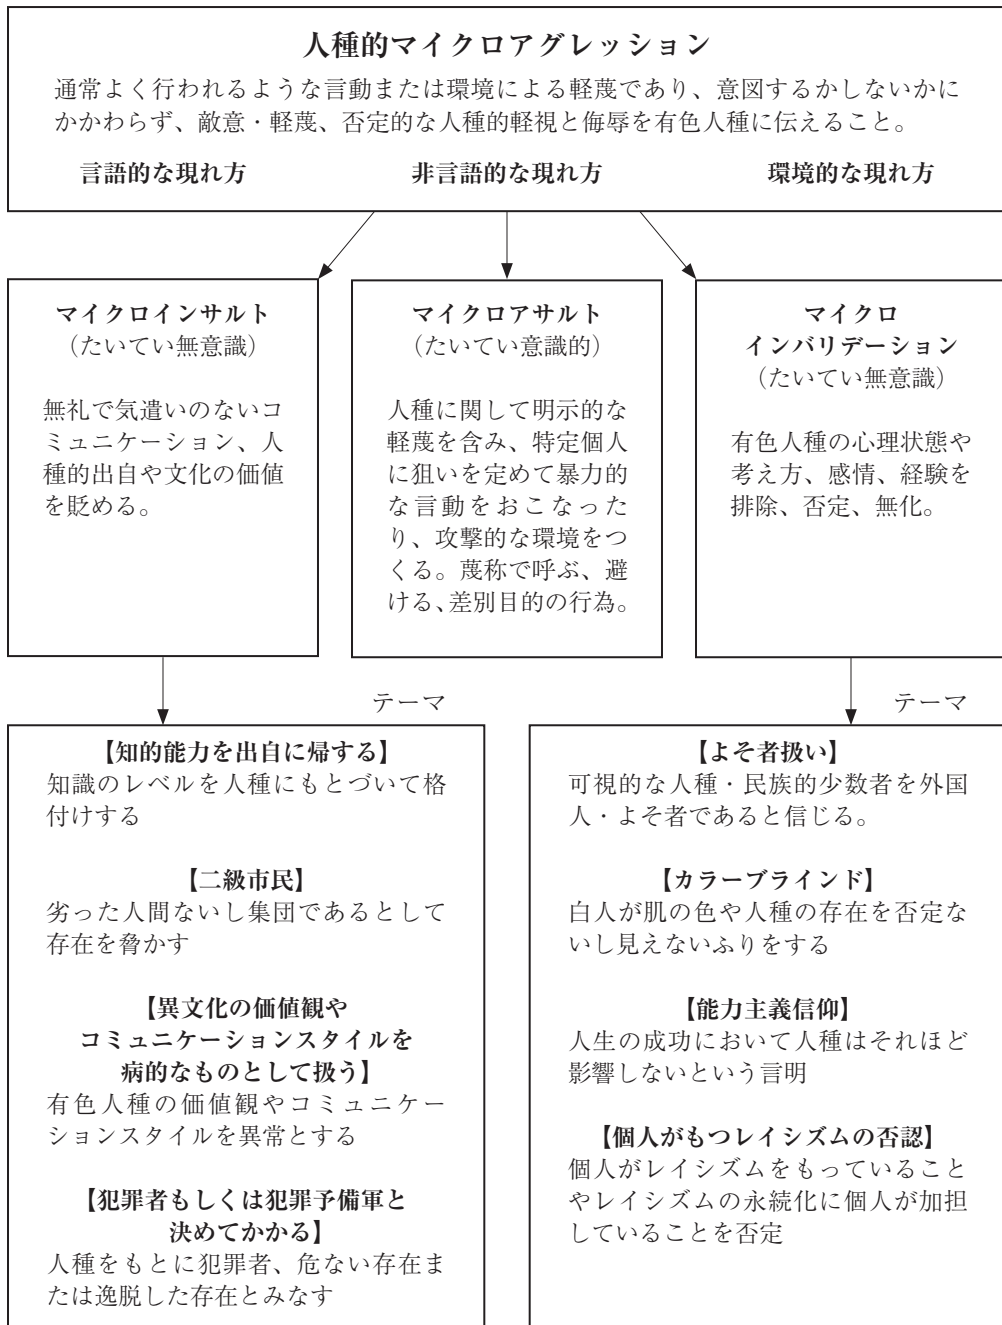 人種的マイクロアグレッション
通常よく行われるような言動または環境による軽蔑であり、意図するかしないかに
かかわらず、敵意・軽蔑、否定的な人種的軽視と侮辱を有色人種に伝えること。
言語的な現れ方 非言語的な現れ方 環境的な現れ方
マイクロインサルト
（たいてい無意識）
無礼で気遣いのないコ
ミュニケーション、人
種的出自や文化の価値
を貶める。
マイクロアサルト
（たいてい意識的）
人種に関して明示的な
軽蔑を含み、特定個人
に狙いを定めて暴力的
な言動をおこなった
り、攻撃的な環境をつ
くる。蔑称で呼ぶ、避
ける、差別目的の行為。
マイクロ
インバリデーション
（たいてい無意識）
有色人種の心理状態や
考え方、感情、経験を
排除、否定、無化。
テーマ
【知的能力を出自に帰する】
知識のレベルを人種にもとづいて格
付けする
【二級市民】
劣った人間ないし集団であるとして
存在を脅かす
【異文化の価値観や
コミュニケーションスタイルを
病的なものとして扱う】
有色人種の価値観やコミュニケー
ションスタイルを異常とする
【犯罪者もしくは犯罪予備軍と
決めてかかる】
人種をもとに犯罪者、危ない存在ま
たは逸脱した存在とみなす
テーマ
【よそ者扱い】
可視的な人種・民族的少数者を外国
人・よそ者であると信じる。
【カラーブラインド】
白人が肌の色や人種の存在を否定な
いし見えないふりをする
【能力主義信仰】
人生の成功において人種はそれほど
影響しないという言明
【個人がもつレイシズムの否認】
個人がレイシズムをもっていること
やレイシズムの永続化に個人が加担
していることを否定